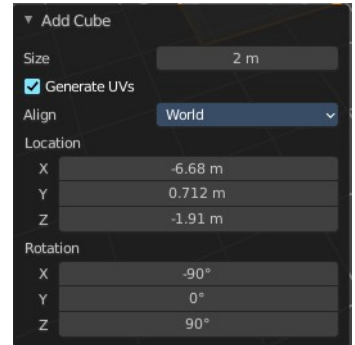 Add Cube
Size 2 m
Generate UVs
Align World
Location
X -6.68 m
Y 0.712 m
Z -1.91 m
Rotation
X -90°
Y 0°
Z 90°